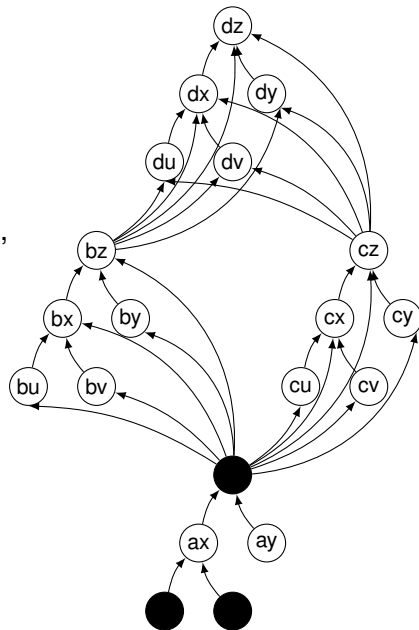 dz
dx dy
du dv
,
bz cz
bx by cx cy
bu bv cu cv
ax ay